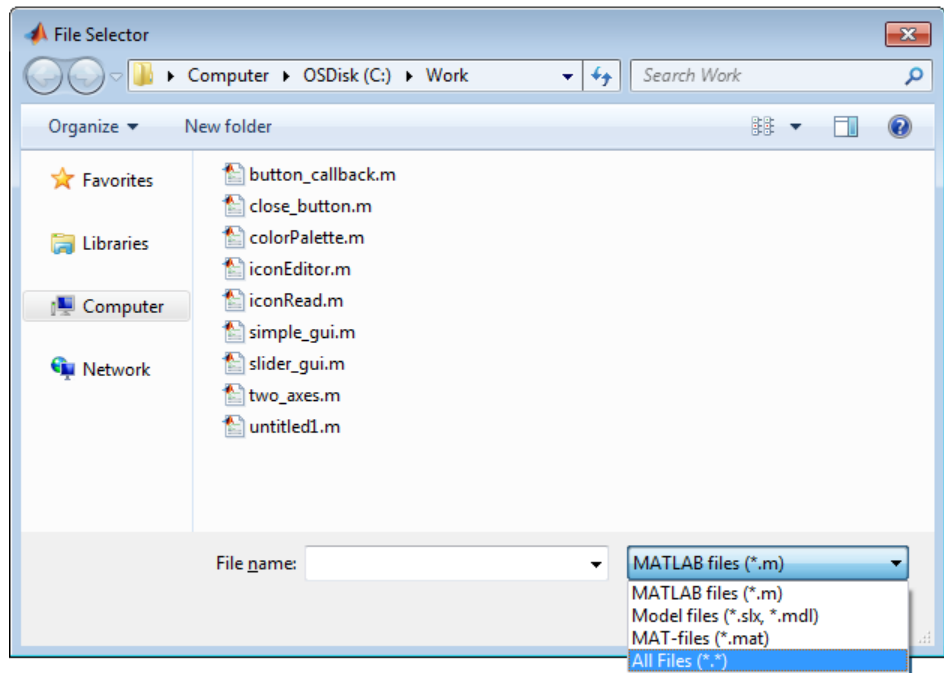 File Selector
Computer ▸ OSDisk (C:) ▸ Work
Search Work
Organize
New folder
Favorites
Libraries
Computer
Network
button_callback.m
close_button.m
colorPalette.m
iconEditor.m
iconRead.m
simple_gui.m
slider_gui.m
two_axes.m
untitled1.m
File name:
MATLAB files (*.m)
MATLAB files (*.m)
Model files (*.slx, *.mdl)
MAT-files (*.mat)
All Files (*.*)